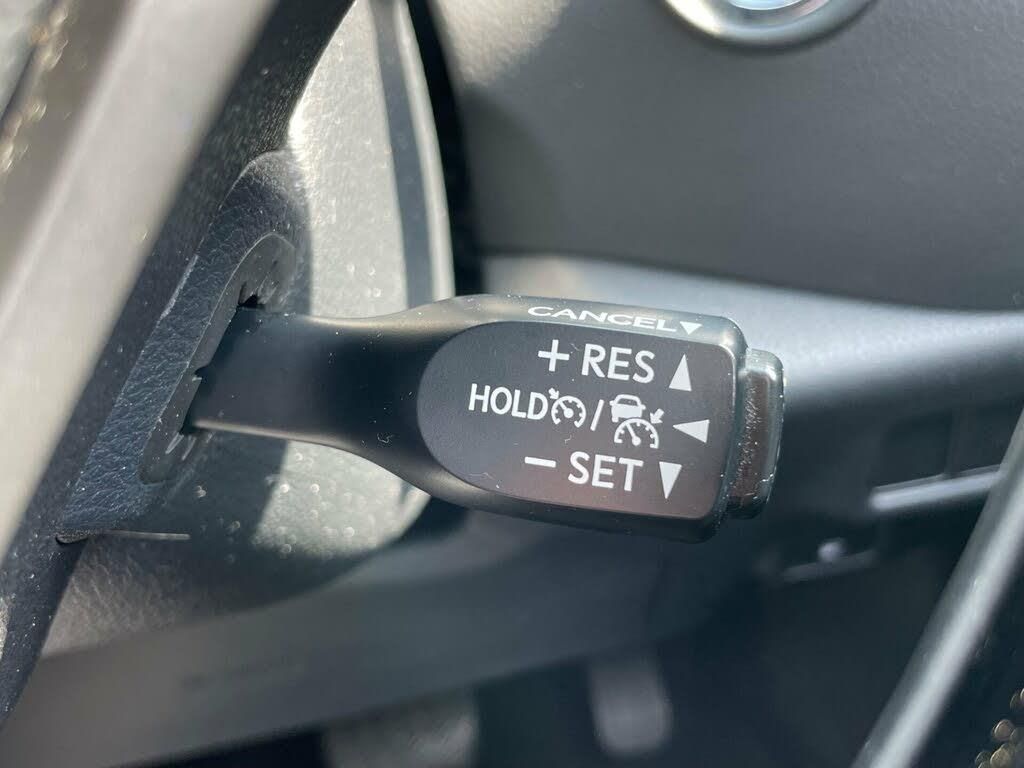 CANCEL▼
+ RES ▲
HOLD / ◀
− SET ▼